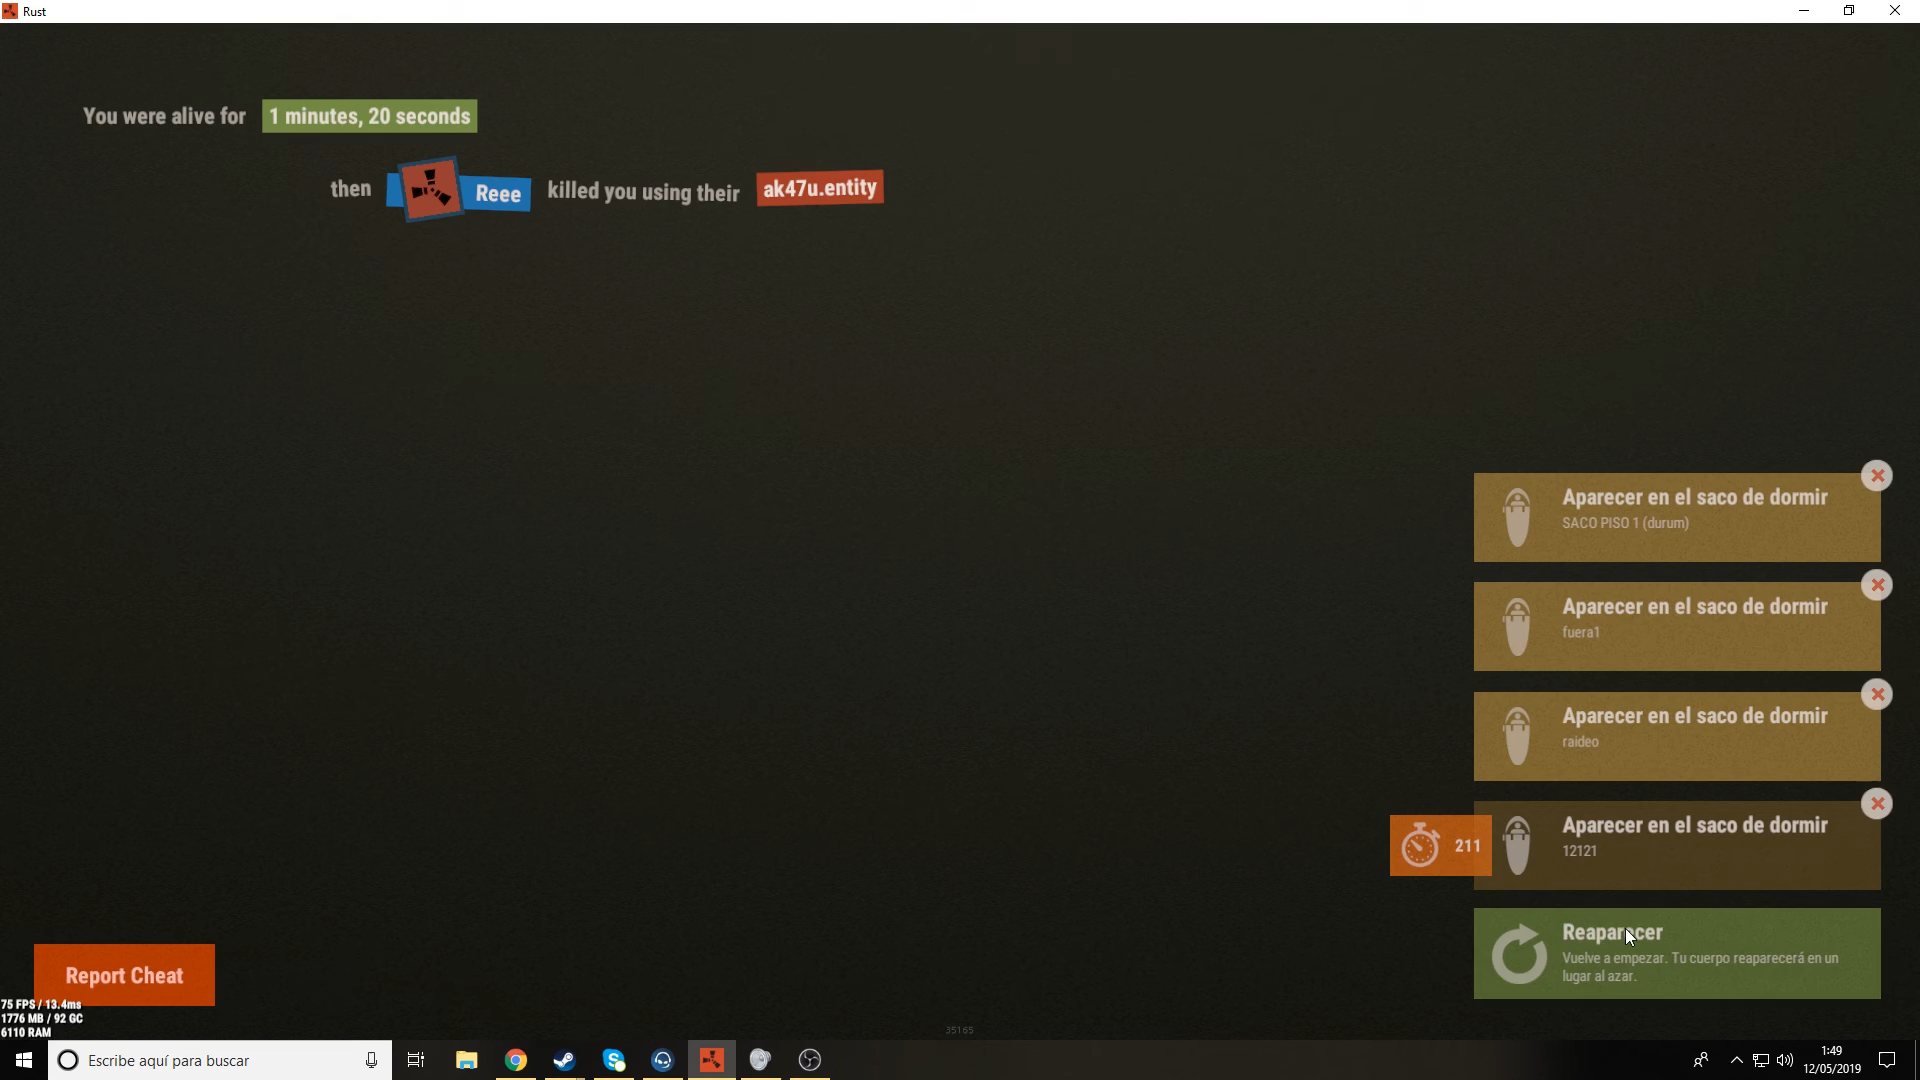 Rust
You were alive for 1 minutes, 20 seconds
then Reee killed you using their ak47u.entity
Aparecer en el saco de dormir
SACO PISO 1 (durum)
Aparecer en el saco de dormir
fuera1
Aparecer en el saco de dormir
raideo
Aparecer en el saco de dormir
211
12121
Reaparecer
Vuelve a empezar. Tu cuerpo reaparecerá en un
lugar al azar.
Report Cheat
75 FPS / 13.4ms
1776 MB / 92 GC
6110 RAM
35165
Escribe aquí para buscar
1:49
12/05/2019